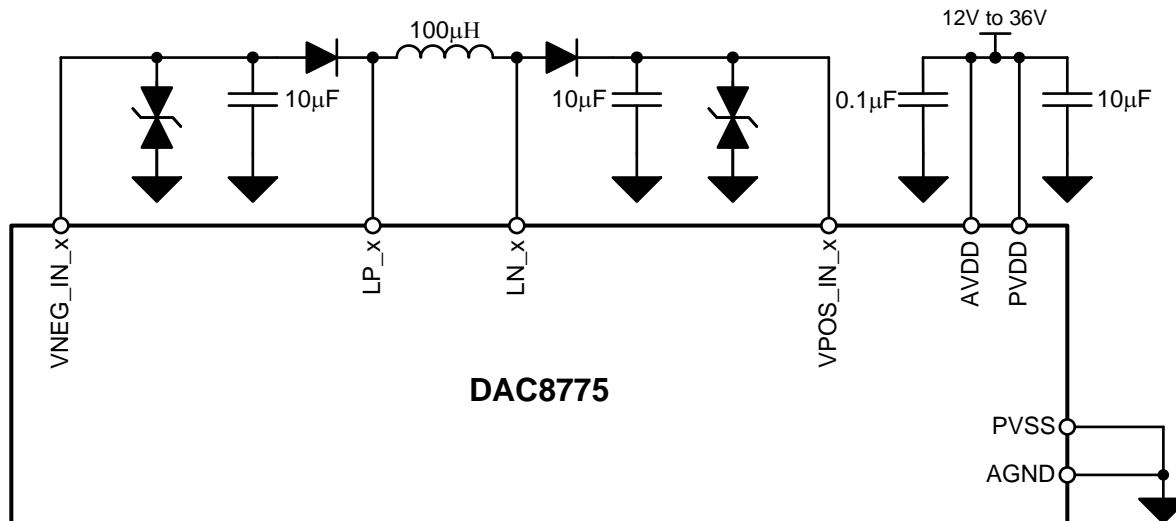 12V to 36V
100μH
10μF
10μF
0.1μF
10μF
VNEG_IN_x
LP_x
LN_x
VPOS_IN_x
AVDD
PVDD
DAC8775
PVSS
AGND